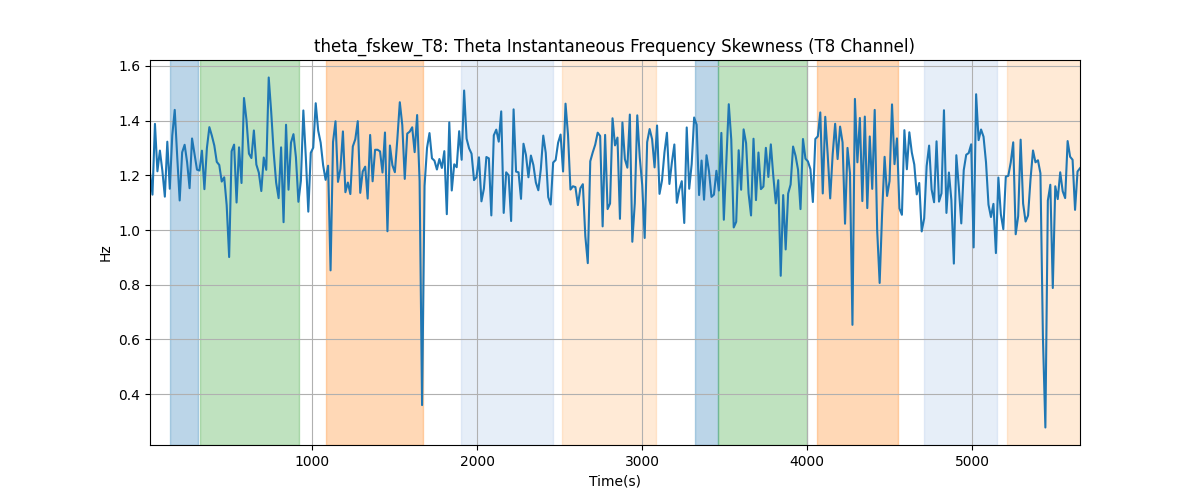 theta_fskew_T8: Theta Instantaneous Frequency Skewness (T8 Channel)
1.6
1.4
1.2
1.0
0.8
0.6
0.4
Hz
1000 2000 3000 4000 5000
Time(s)